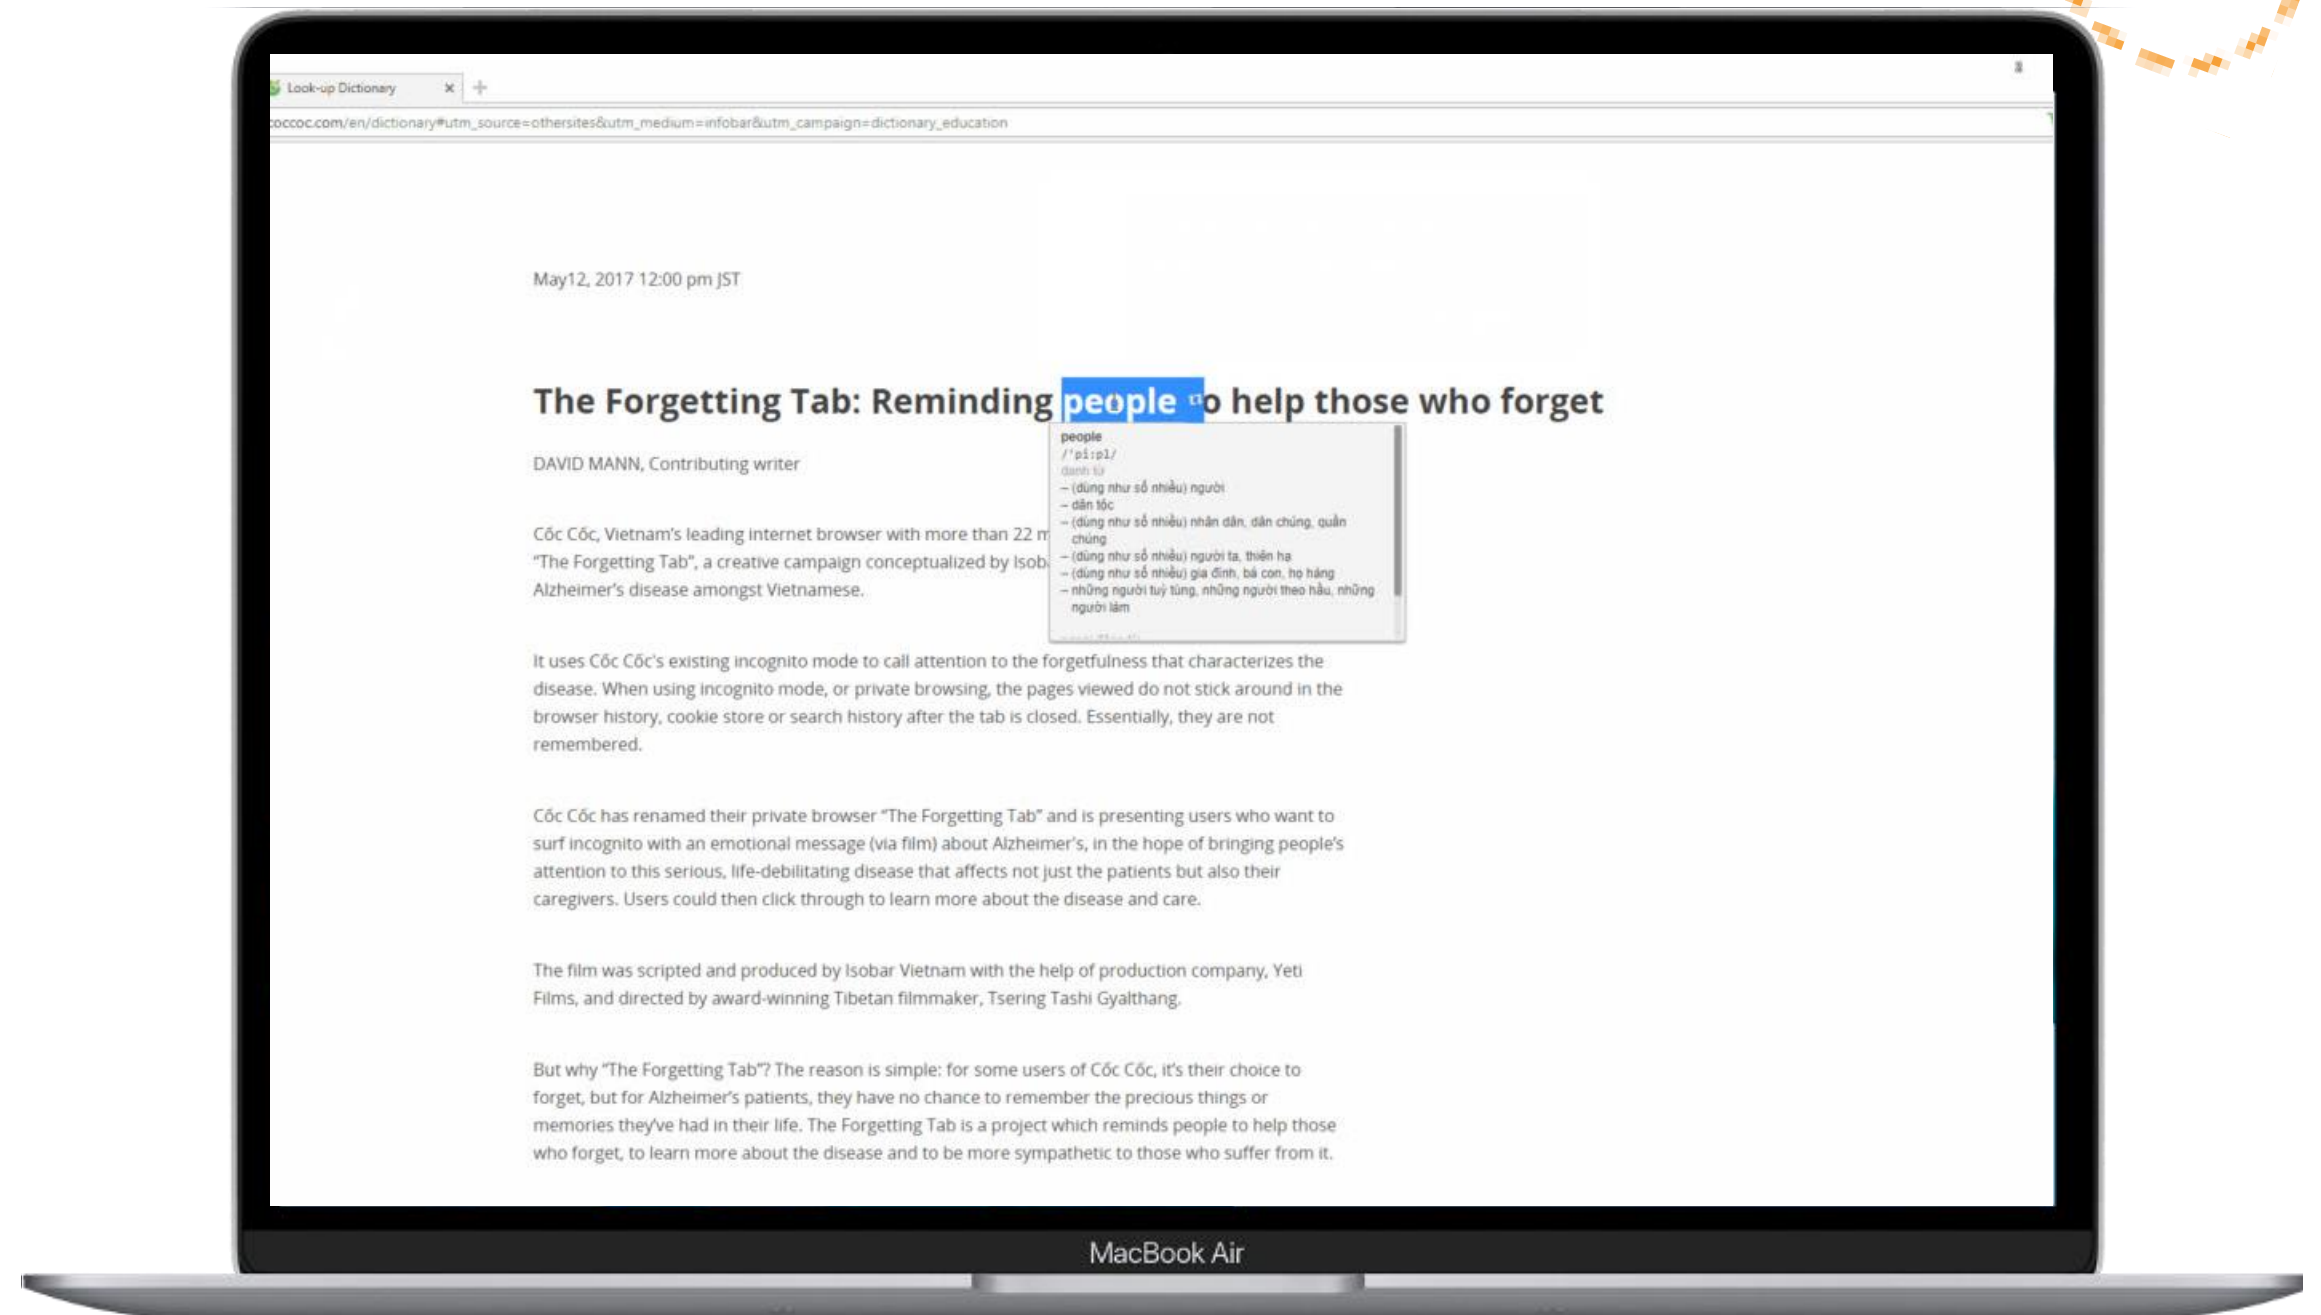 Look-up Dictionary
coccoc.com/en/dictionary#utm_source=othersites&utm_medium=infobar&utm_campaign=dictionary_education
May12, 2017 12:00 pm JST
The Forgetting Tab: Reminding people to help those who forget
DAVID MANN, Contributing writer
people
/'pi:pl/
danh từ
– (dùng như số nhiều) người
– dân tộc
– (dùng như số nhiều) nhân dân, dân chúng, quần
chúng
– (dùng như số nhiều) người ta, thiên hạ
– (dùng như số nhiều) gia đình, bà con, họ hàng
– những người tuỳ tùng, những người theo hầu, những
người làm
Cốc Cốc, Vietnam's leading internet browser with more than 22 m
"The Forgetting Tab", a creative campaign conceptualized by Isob
Alzheimer's disease amongst Vietnamese.
It uses Cốc Cốc's existing incognito mode to call attention to the forgetfulness that characterizes the
disease. When using incognito mode, or private browsing, the pages viewed do not stick around in the
browser history, cookie store or search history after the tab is closed. Essentially, they are not
remembered.
Cốc Cốc has renamed their private browser "The Forgetting Tab" and is presenting users who want to
surf incognito with an emotional message (via film) about Alzheimer's, in the hope of bringing people's
attention to this serious, life-debilitating disease that affects not just the patients but also their
caregivers. Users could then click through to learn more about the disease and care.
The film was scripted and produced by Isobar Vietnam with the help of production company, Yeti
Films, and directed by award-winning Tibetan filmmaker, Tsering Tashi Gyalthang.
But why "The Forgetting Tab"? The reason is simple: for some users of Cốc Cốc, it's their choice to
forget, but for Alzheimer's patients, they have no chance to remember the precious things or
memories they've had in their life. The Forgetting Tab is a project which reminds people to help those
who forget, to learn more about the disease and to be more sympathetic to those who suffer from it.
MacBook Air